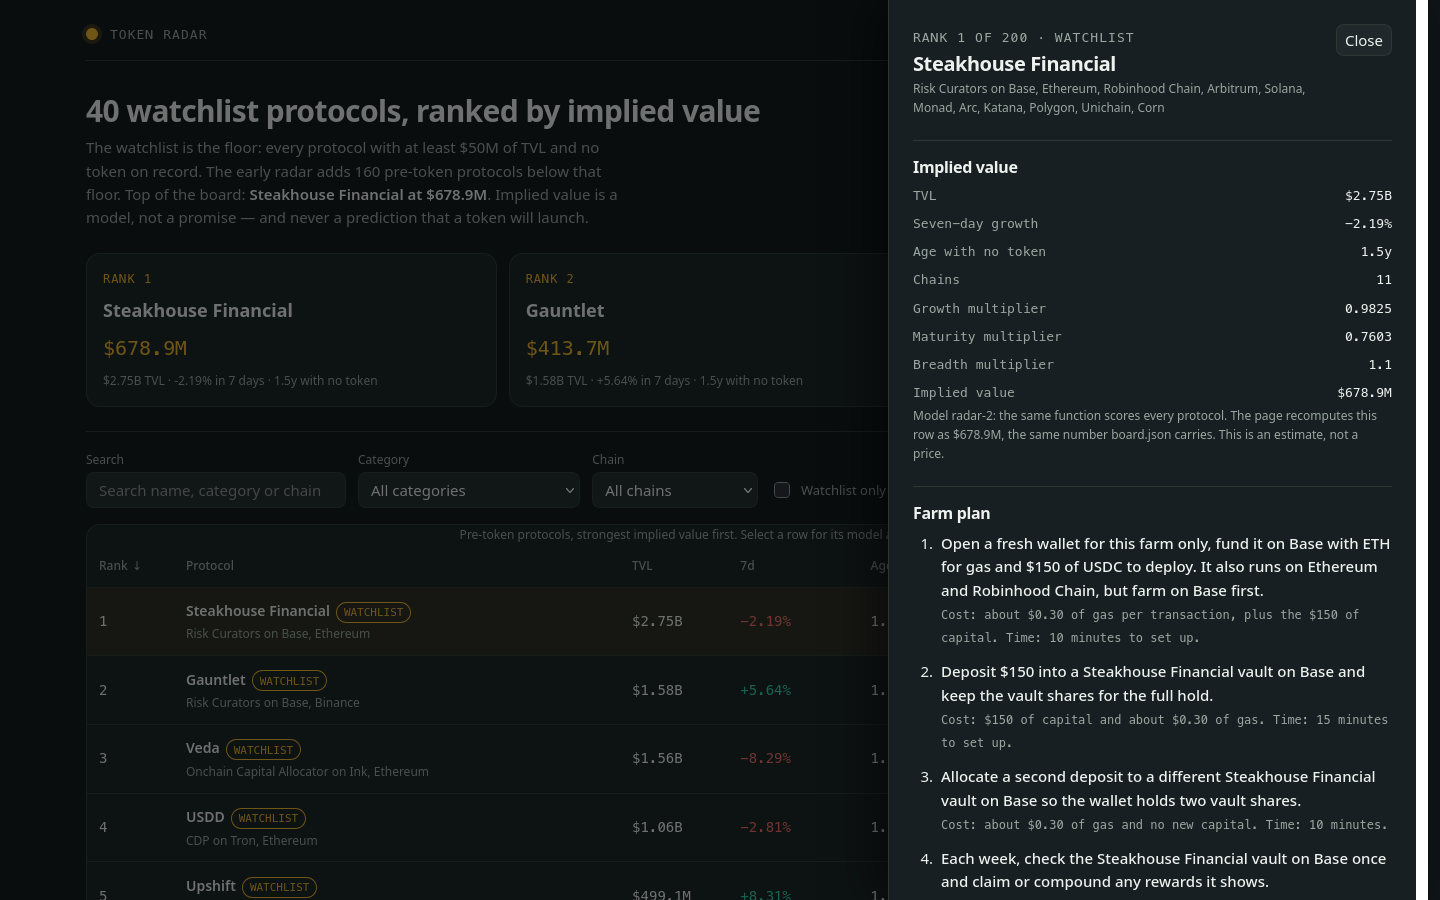 TOKEN RADAR
40 watchlist protocols, ranked by implied value
The watchlist is the floor: every protocol with at least $50M of TVL and no
token on record. The early radar adds 160 pre-token protocols below that
floor. Top of the board: Steakhouse Financial at $678.9M. Implied value is a
model, not a promise — and never a prediction that a token will launch.
RANK 1
Steakhouse Financial
$678.9M
$2.75B TVL · -2.19% in 7 days · 1.5y with no token
RANK 2
Gauntlet
$413.7M
$1.58B TVL · +5.64% in 7 days · 1.5y with no token
Search
Search name, category or chain
Category
All categories
Chain
All chains
Watchlist only
Pre-token protocols, strongest implied value first. Select a row for its model
Rank ↓ Protocol TVL 7d
1 Steakhouse Financial WATCHLIST $2.75B −2.19% 1.
Risk Curators on Base, Ethereum
2 Gauntlet WATCHLIST $1.58B +5.64% 1.
Risk Curators on Base, Binance
3 Veda WATCHLIST $1.56B −8.29% 1.
Onchain Capital Allocator on Ink, Ethereum
4 USDD WATCHLIST $1.06B −2.81% 1.
CDP on Tron, Ethereum
5 Upshift WATCHLIST $499.1M +8.31% 1.
RANK 1 OF 200 · WATCHLIST
Close
Steakhouse Financial
Risk Curators on Base, Ethereum, Robinhood Chain, Arbitrum, Solana,
Monad, Arc, Katana, Polygon, Unichain, Corn
Implied value
TVL $2.75B
Seven-day growth −2.19%
Age with no token 1.5y
Chains 11
Growth multiplier 0.9825
Maturity multiplier 0.7603
Breadth multiplier 1.1
Implied value $678.9M
Model radar-2: the same function scores every protocol. The page recomputes this
row as $678.9M, the same number board.json carries. This is an estimate, not a
price.
Farm plan
1. Open a fresh wallet for this farm only, fund it on Base with ETH
for gas and $150 of USDC to deploy. It also runs on Ethereum
and Robinhood Chain, but farm on Base first.
Cost: about $0.30 of gas per transaction, plus the $150 of
capital. Time: 10 minutes to set up.
2. Deposit $150 into a Steakhouse Financial vault on Base and
keep the vault shares for the full hold.
Cost: $150 of capital and about $0.30 of gas. Time: 15 minutes
to set up.
3. Allocate a second deposit to a different Steakhouse Financial
vault on Base so the wallet holds two vault shares.
Cost: about $0.30 of gas and no new capital. Time: 10 minutes.
4. Each week, check the Steakhouse Financial vault on Base once
and claim or compound any rewards it shows.